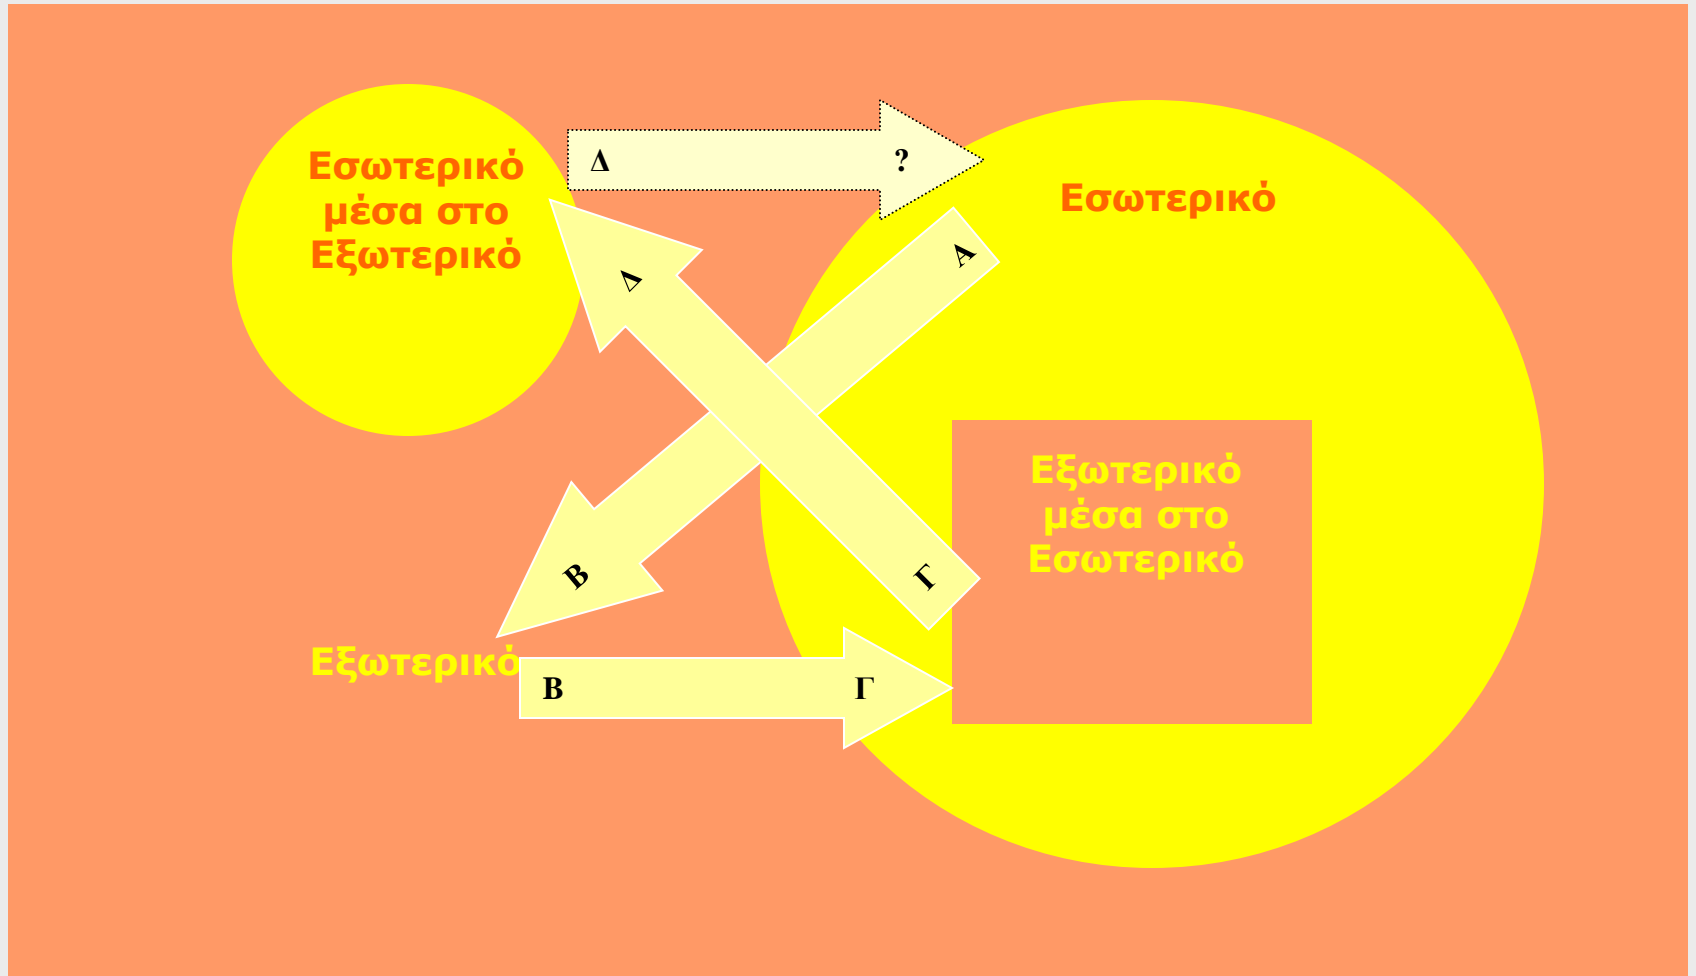 Εσωτερικό
μέσα στο
Εξωτερικό
Δ ?
Εσωτερικό
Α
Δ
Εξωτερικό
μέσα στο
Εσωτερικό
Β
Γ
Εξωτερικό
Β Γ